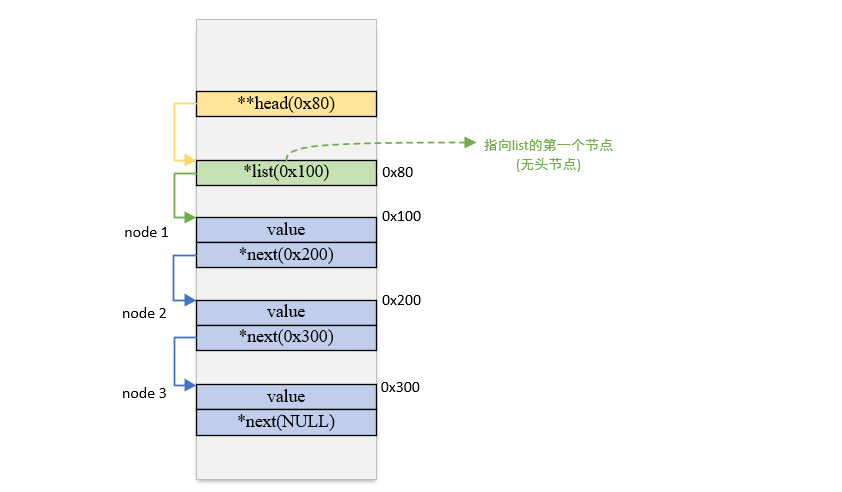 **head(0x80)
指向list的第一个节点
(无头节点)
*list(0x100)
0x80
0x100
node 1
value
*next(0x200)
0x200
node 2
value
*next(0x300)
0x300
node 3
value
*next(NULL)